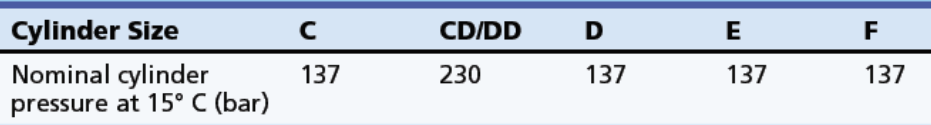 Cylinder Size C CD/DD D E F
Nominal cylinder 137 230 137 137 137
pressure at 15° C (bar)